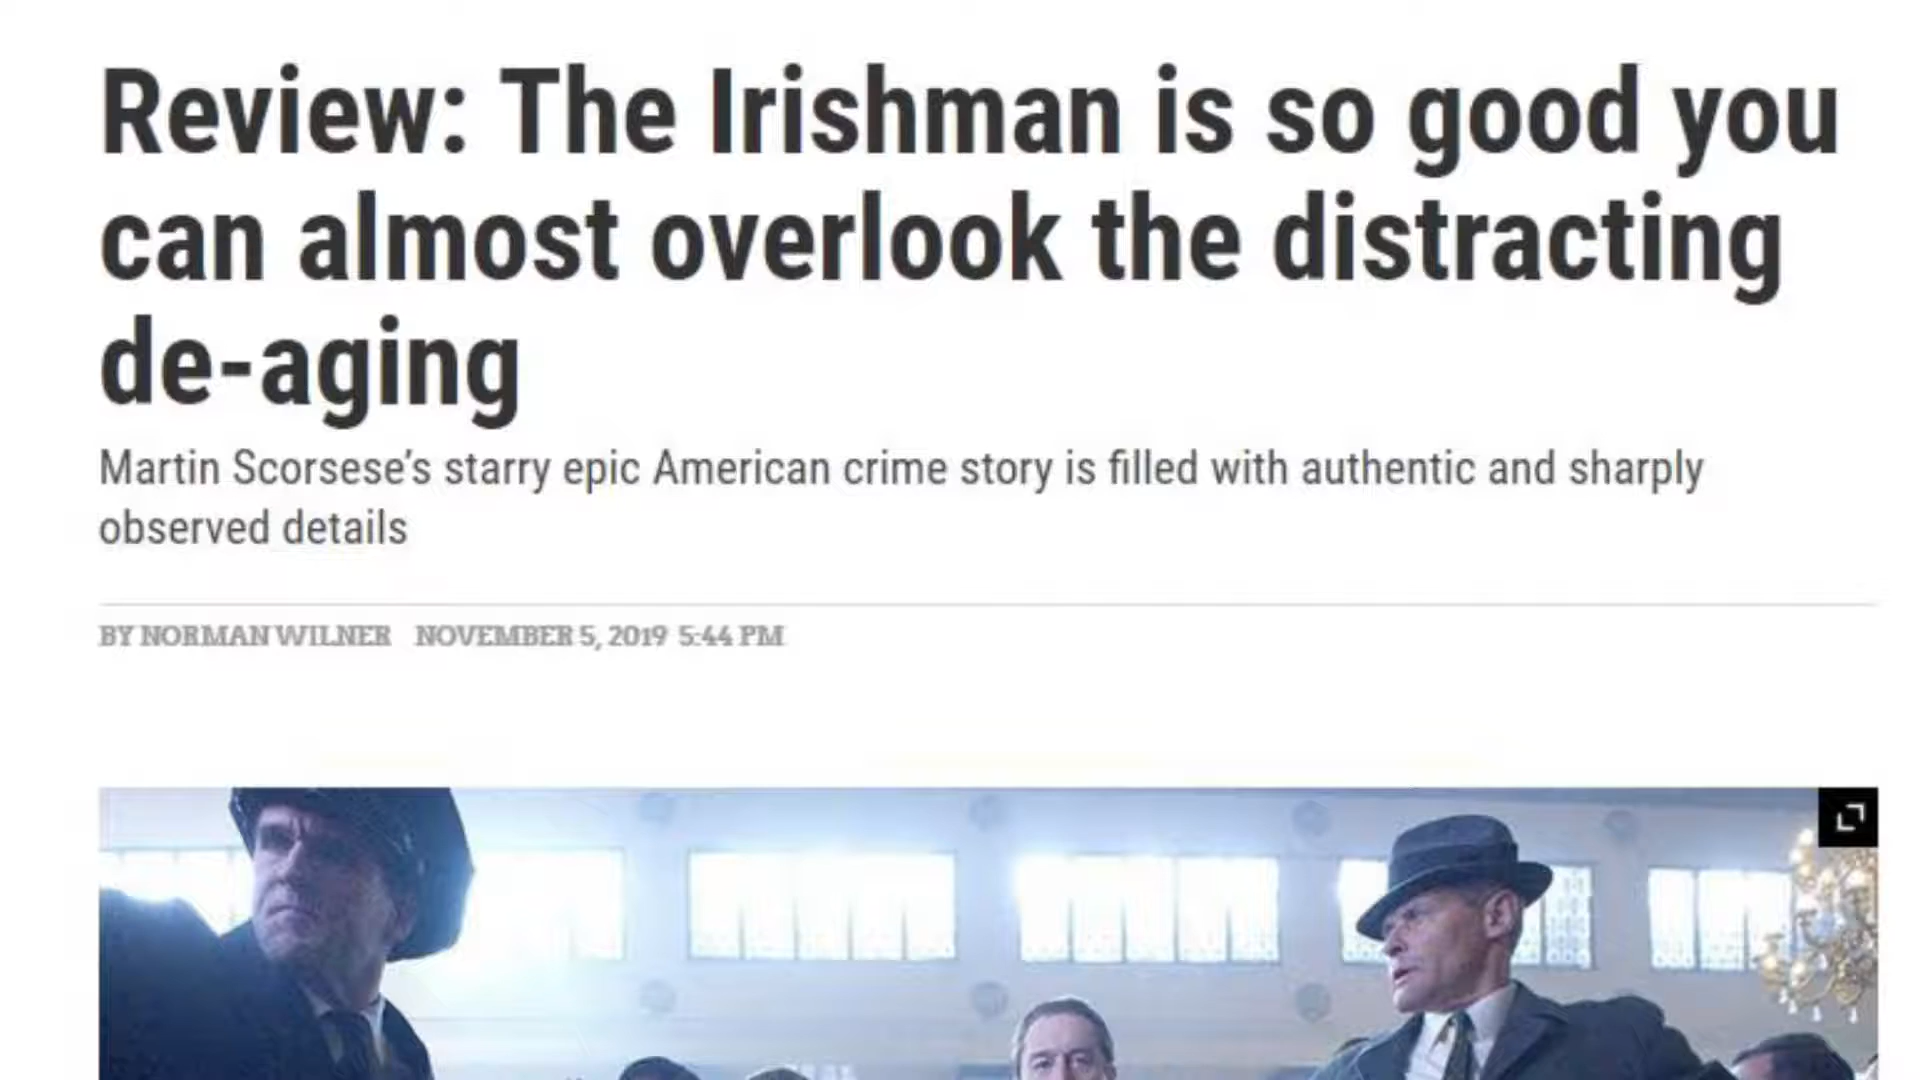 Review: The Irishman is so good you
can almost overlook the distracting
de-aging
Martin Scorsese’s starry epic American crime story is filled with authentic and sharply
observed details
BY NORMAN WILNER NOVEMBER 5, 2019 5:44 PM